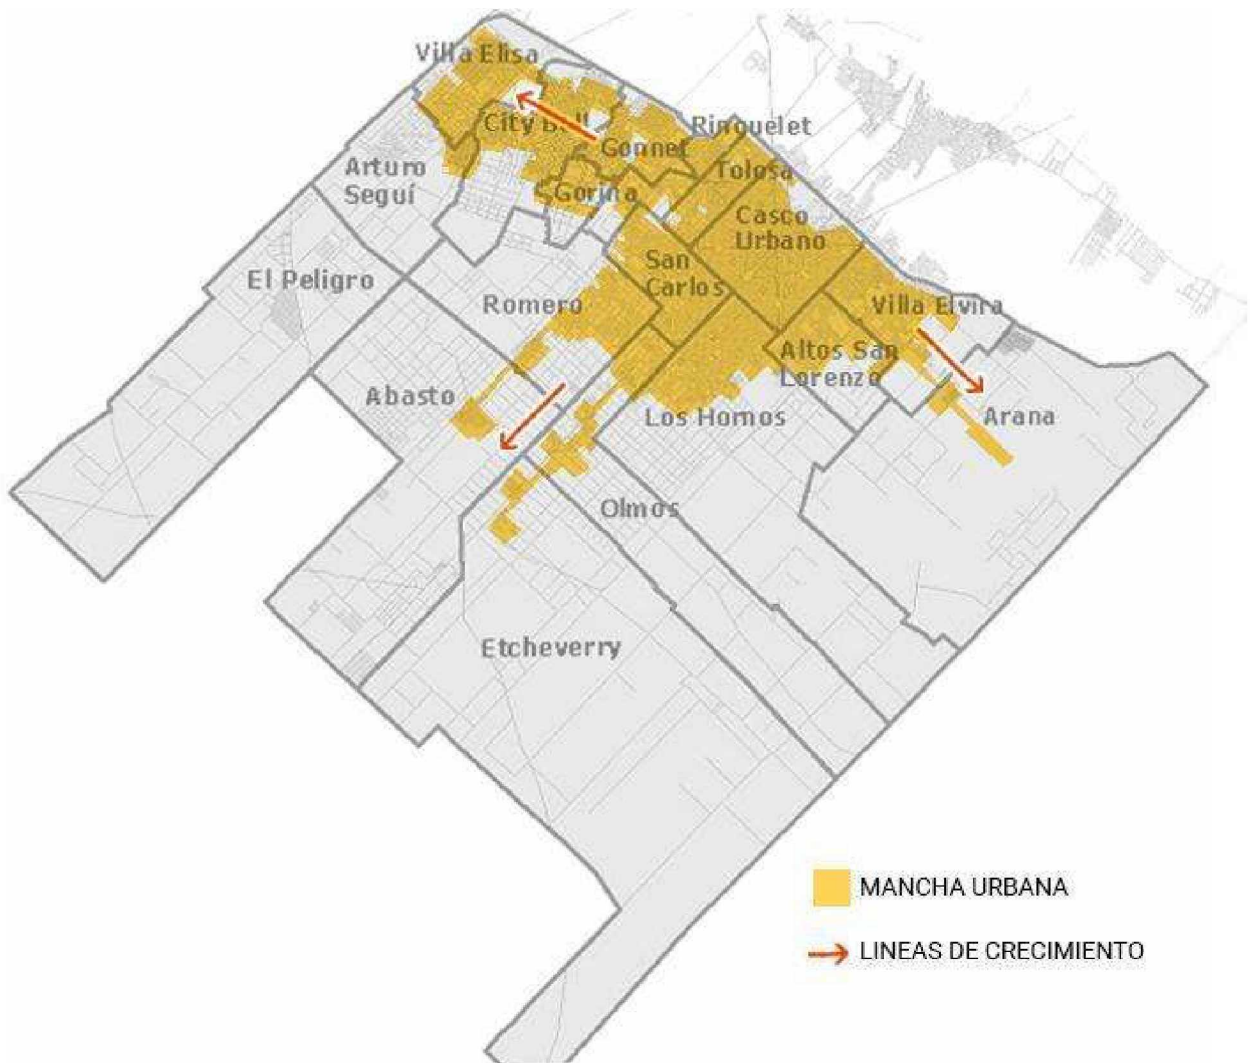 Villa Elisa
City Bell
Rinquelet
Gonnet
Tolosa
Arturo
Seguí
Gorina
Casco
Urbano
San
Carlos
El Peligro
Romero
Villa Elvira
Altos San
Lorenzo
Abasto
Los Hornos
Arana
Olmos
Etcheverry
MANCHA URBANA
LINEAS DE CRECIMIENTO